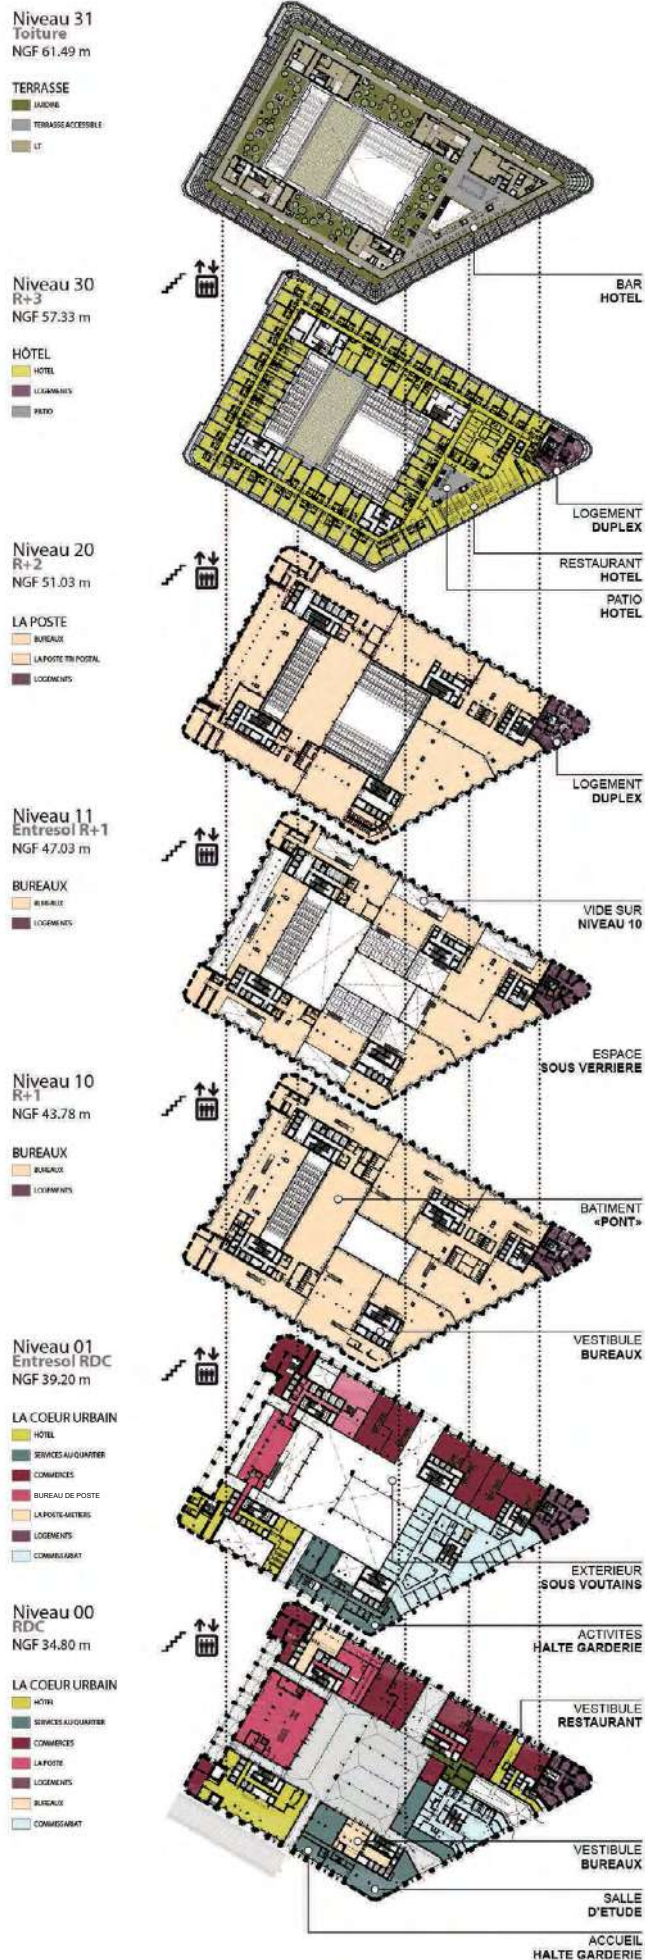 Niveau 31
Toiture
NGF 61.49 m
TERRASSE
JARDINS
TERRASSE ACCESSIBLE
LT
BAR
HOTEL
Niveau 30
R+3
NGF 57.33 m
HÔTEL
HOTEL
LOGEMENTS
PATIO
LOGEMENT
DUPLEX
RESTAURANT
HOTEL
PATIO
HOTEL
Niveau 20
R+2
NGF 51.03 m
LA POSTE
BUREAUX
LA POSTE TRI POSTAL
LOGEMENTS
LOGEMENT
DUPLEX
Niveau 11
Entresol R+1
NGF 47.03 m
BUREAUX
BUREAUX
LOGEMENTS
VIDE SUR
NIVEAU 10
ESPACE
SOUS VERRIERE
Niveau 10
R+1
NGF 43.78 m
BUREAUX
BUREAUX
LOGEMENTS
BATIMENT
«PONT»
VESTIBULE
BUREAUX
Niveau 01
Entresol RDC
NGF 39.20 m
LA COEUR URBAIN
HÔTEL
SERVICES AU QUARTIER
COMMERCES
BUREAU DE POSTE
LA POSTE-METIERS
LOGEMENTS
COMMISSARIAT
EXTERIEUR
SOUS VOUTAINS
ACTIVITES
HALTE GARDERIE
Niveau 00
RDC
NGF 34.80 m
LA COEUR URBAIN
HÔTEL
SERVICES AU QUARTIER
COMMERCES
LA POSTE
LOGEMENTS
BUREAUX
COMMISSARIAT
VESTIBULE
RESTAURANT
VESTIBULE
BUREAUX
SALLE
D'ETUDE
ACCUEIL
HALTE GARDERIE